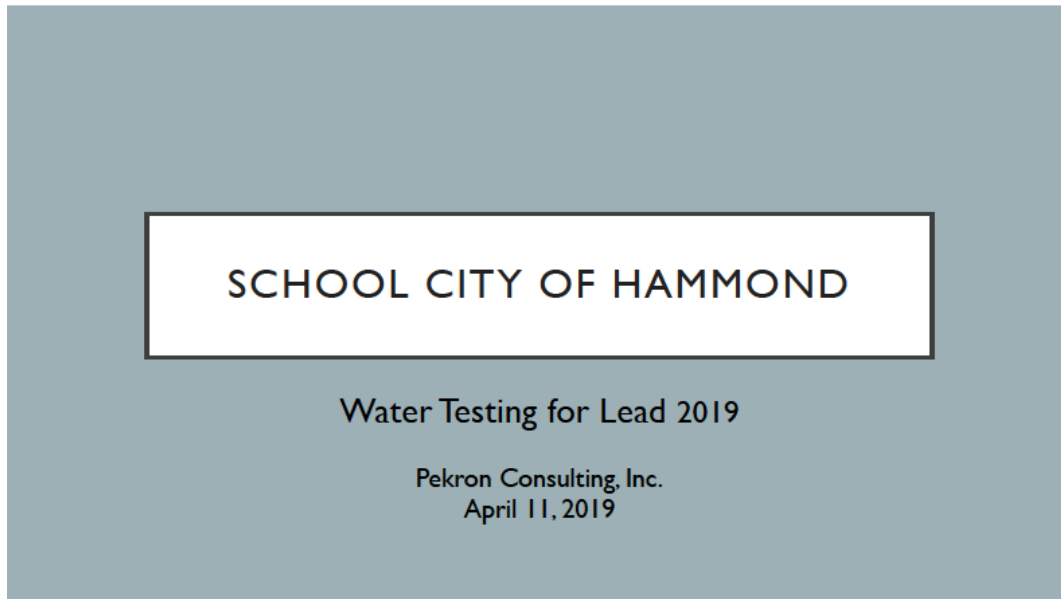 SCHOOL CITY OF HAMMOND
Water Testing for Lead 2019
Pekron Consulting, Inc.
April 11, 2019